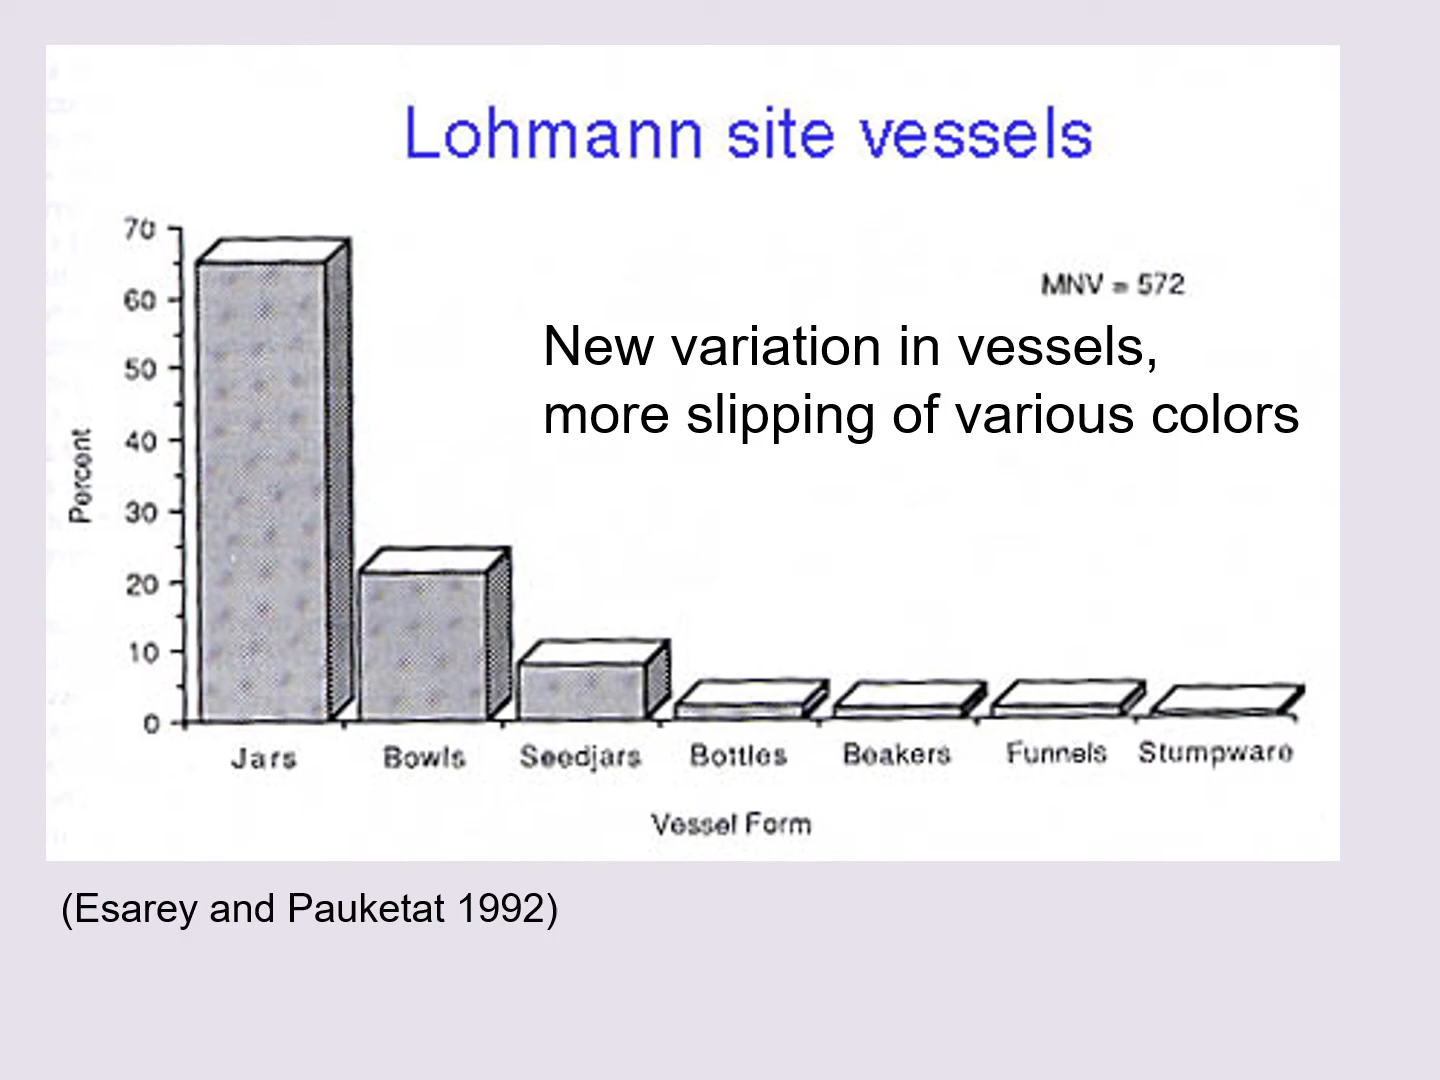 Lohmann site vessels
MNV = 572
New variation in vessels,
more slipping of various colors
70
60
50
40
30
20
10
0
Percent
Jars Bowls Seedjars Bottles Beakers Funnels Stumpware
Vessel Form
(Esarey and Pauketat 1992)